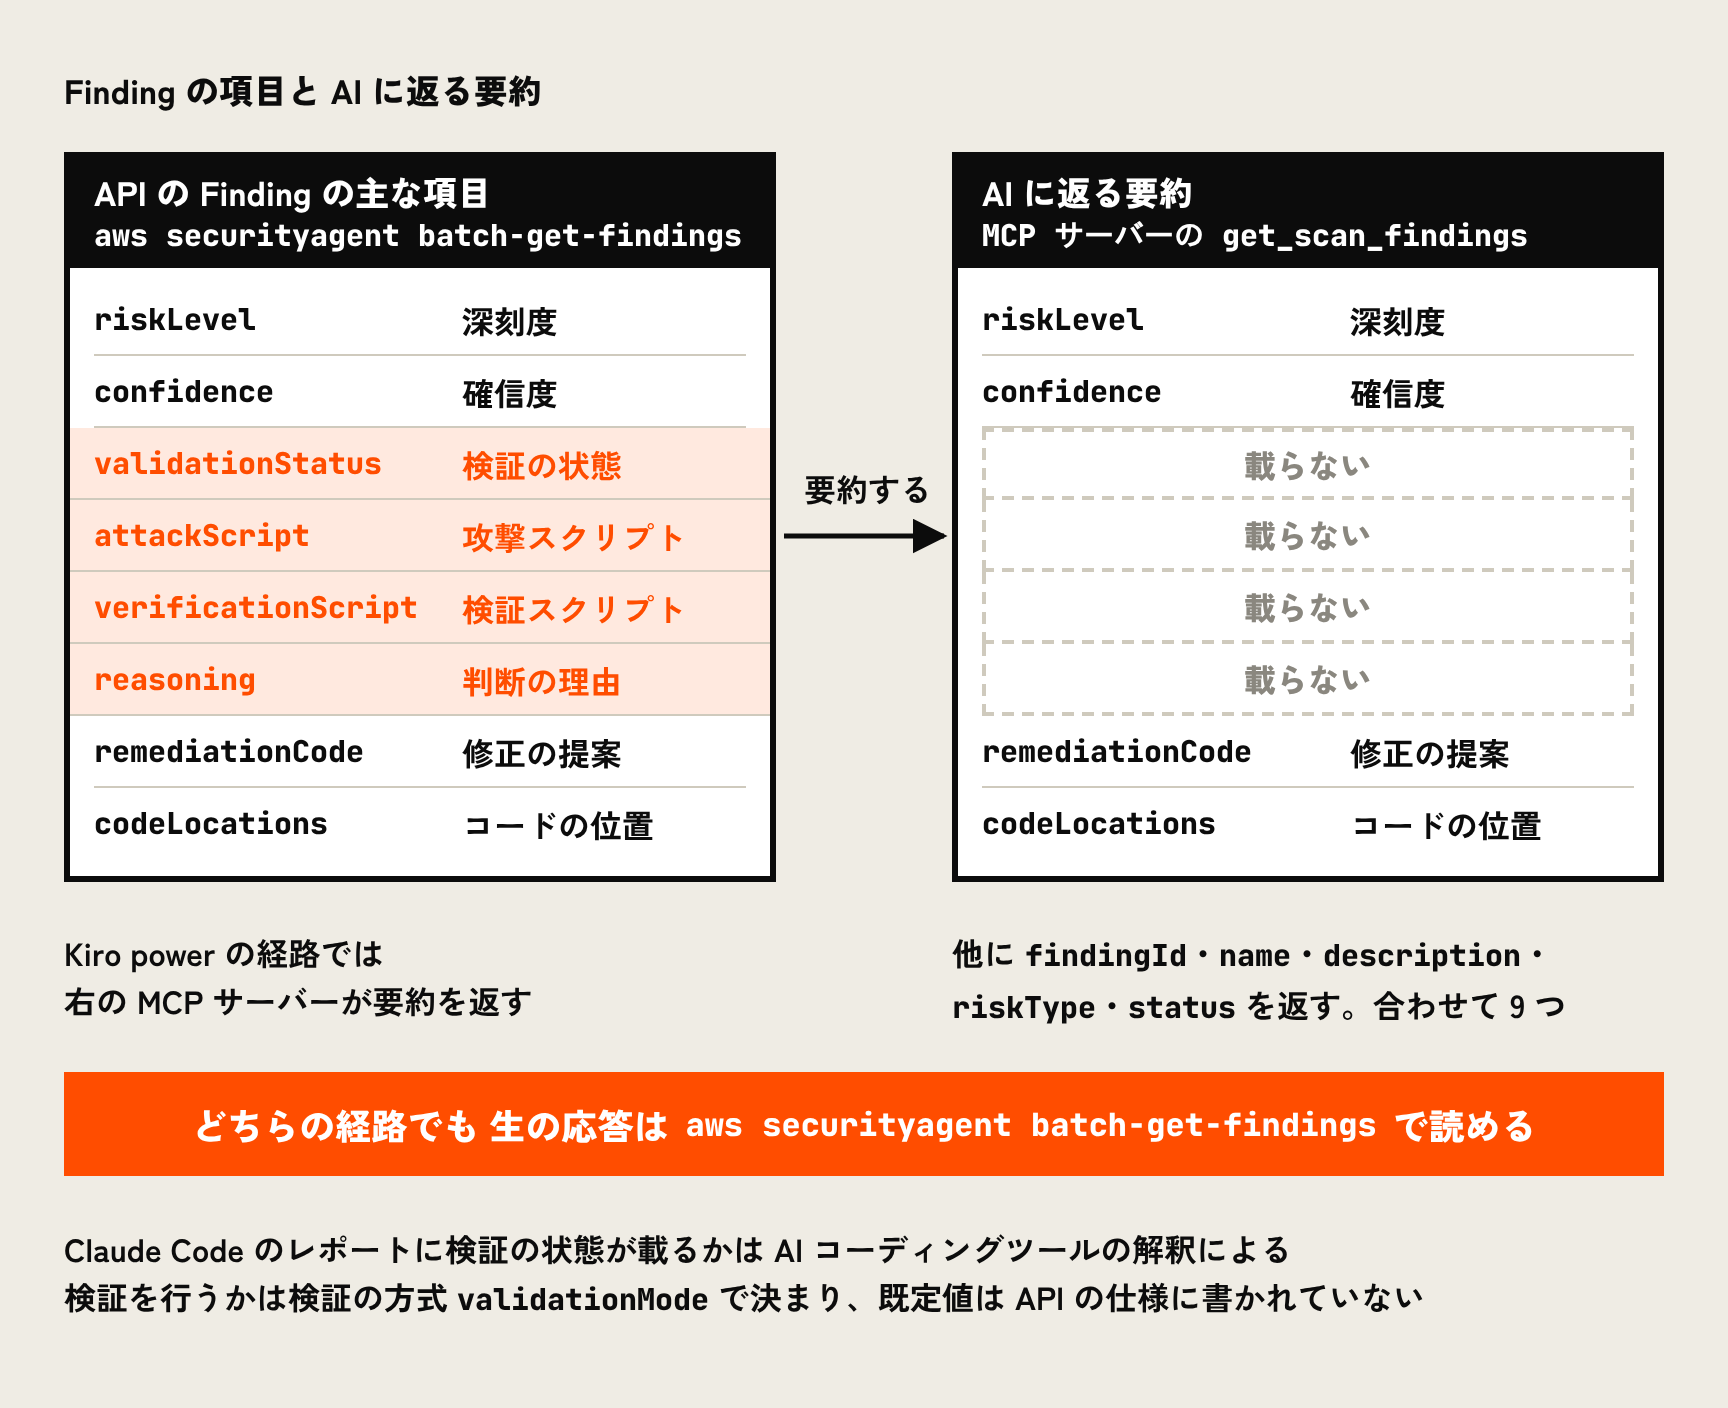 Finding の項目と AI に返る要約
API の Finding の主な項目
aws securityagent batch-get-findings
riskLevel 深刻度
confidence 確信度
validationStatus 検証の状態
attackScript 攻撃スクリプト
verificationScript 検証スクリプト
reasoning 判断の理由
remediationCode 修正の提案
codeLocations コードの位置
要約する
AI に返る要約
MCP サーバーの get_scan_findings
riskLevel 深刻度
confidence 確信度
載らない
載らない
載らない
載らない
remediationCode 修正の提案
codeLocations コードの位置
Kiro power の経路では
右の MCP サーバーが要約を返す
他に findingId・name・description・
riskType・status を返す。合わせて 9 つ
どちらの経路でも 生の応答は aws securityagent batch-get-findings で読める
Claude Code のレポートに検証の状態が載るかは AI コーディングツールの解釈による
検証を行うかは検証の方式 validationMode で決まり、既定値は API の仕様に書かれていない